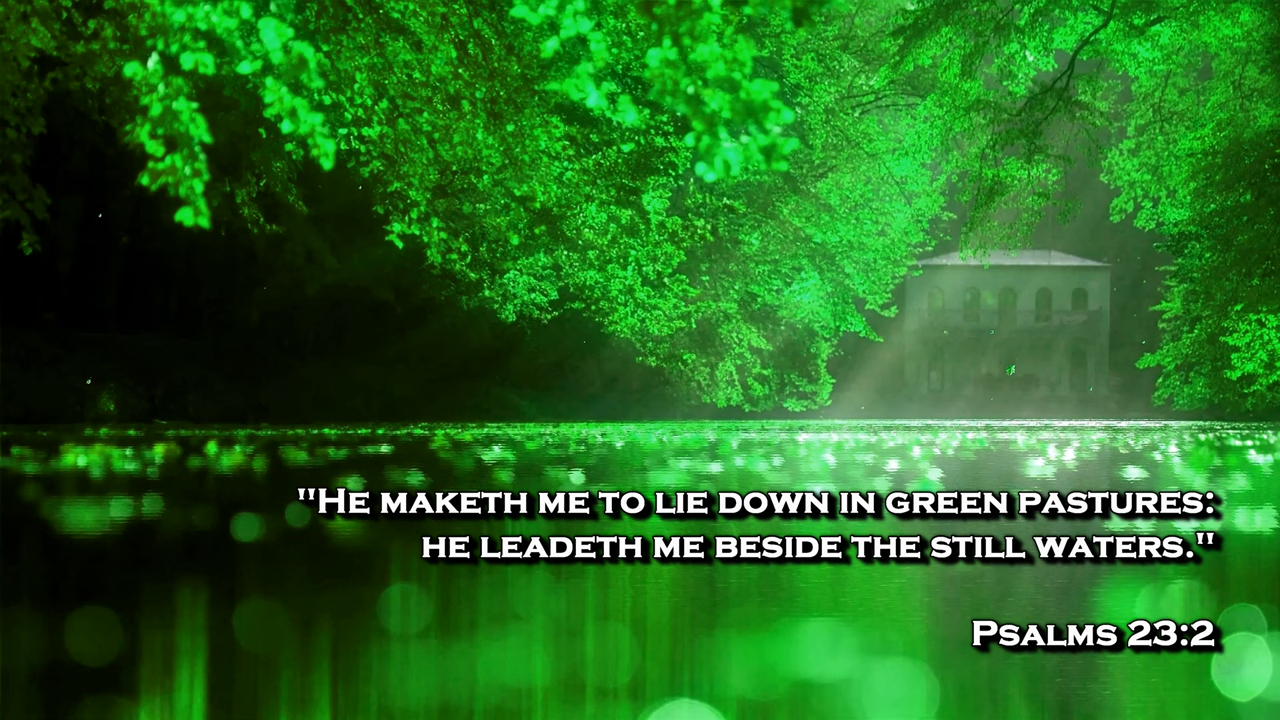 "He maketh me to lie down in green pastures:
he leadeth me beside the still waters."
Psalms 23:2